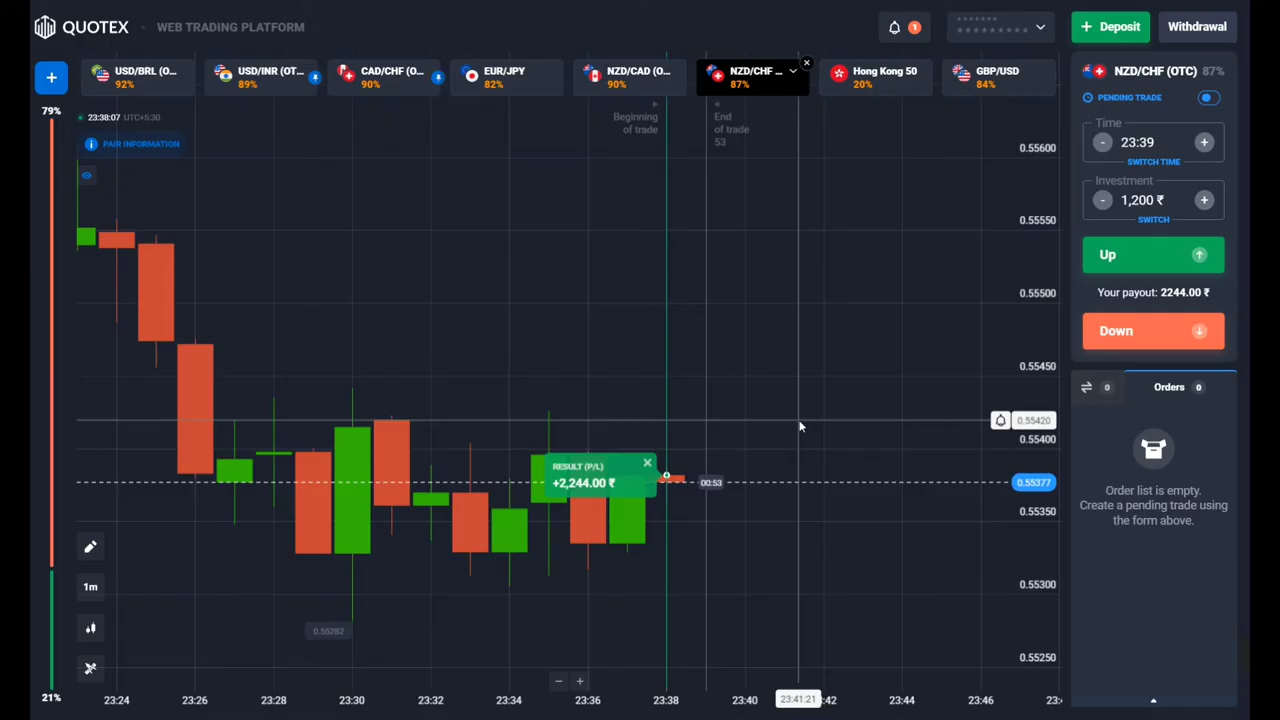 QUOTEX
WEB TRADING PLATFORM
1
*******
*********
+ Deposit
Withdrawal
+
USD/BRL (O...
92%
USD/INR (OT...
89%
CAD/CHF (O...
90%
EUR/JPY
82%
NZD/CAD (O...
90%
NZD/CHF ...
87%
Hong Kong 50
20%
GBP/USD
84%
79%
23:38:07 UTC+5:30
PAIR INFORMATION
Beginning
of trade
End
of trade
53
0.55600
0.55550
0.55500
0.55450
0.55420
0.55400
0.55377
0.55350
0.55300
0.55250
RESULT (P/L)
+2,244.00 ₹
00:53
0.55282
1m
21%
23:24
23:26
23:28
23:30
23:32
23:34
23:36
23:38
23:40
23:41:21
:42
23:44
23:46
23:4
NZD/CHF (OTC) 87%
PENDING TRADE
Time
- 23:39 +
SWITCH TIME
Investment
- 1,200 ₹ +
SWITCH
Up
Your payout: 2244.00 ₹
Down
0
Orders 0
Order list is empty.
Create a pending trade using
the form above.